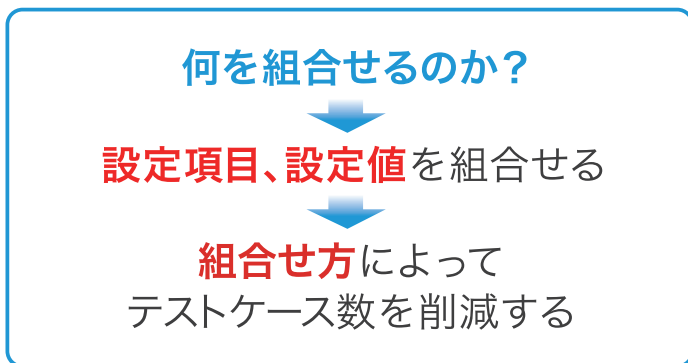 何を組合せるのか？
設定項目、設定値を組合せる
組合せ方によって
テストケース数を削減する